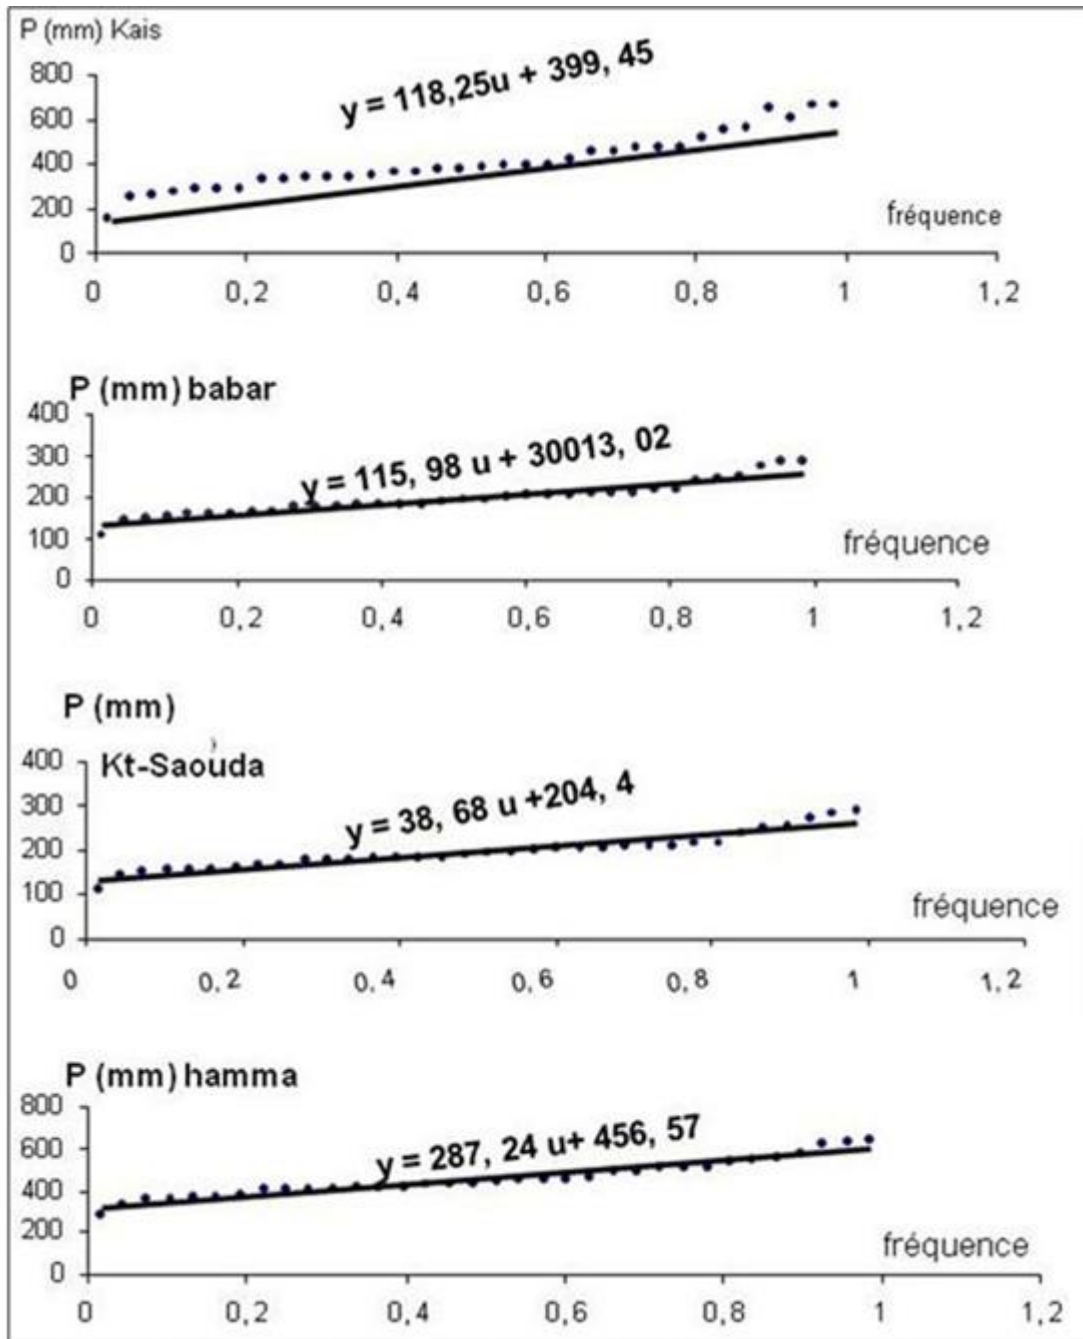 P (mm) Kais
y = 118,25u + 399, 45
800
600
400
200
0
fréquence
0 0,2 0,4 0,6 0,8 1 1,2
P (mm) babar
y = 115, 98 u + 30013, 02
400
300
200
100
0
fréquence
0 0,2 0,4 0,6 0,8 1 1,2
P (mm)
Kt-Saouda
y = 38, 68 u +204, 4
400
300
200
100
0
fréquence
0 0,2 0,4 0,6 0,8 1 1,2
P (mm) hamma
y = 287, 24 u+ 456, 57
800
600
400
200
0
fréquence
0 0,2 0,4 0,6 0,8 1 1,2